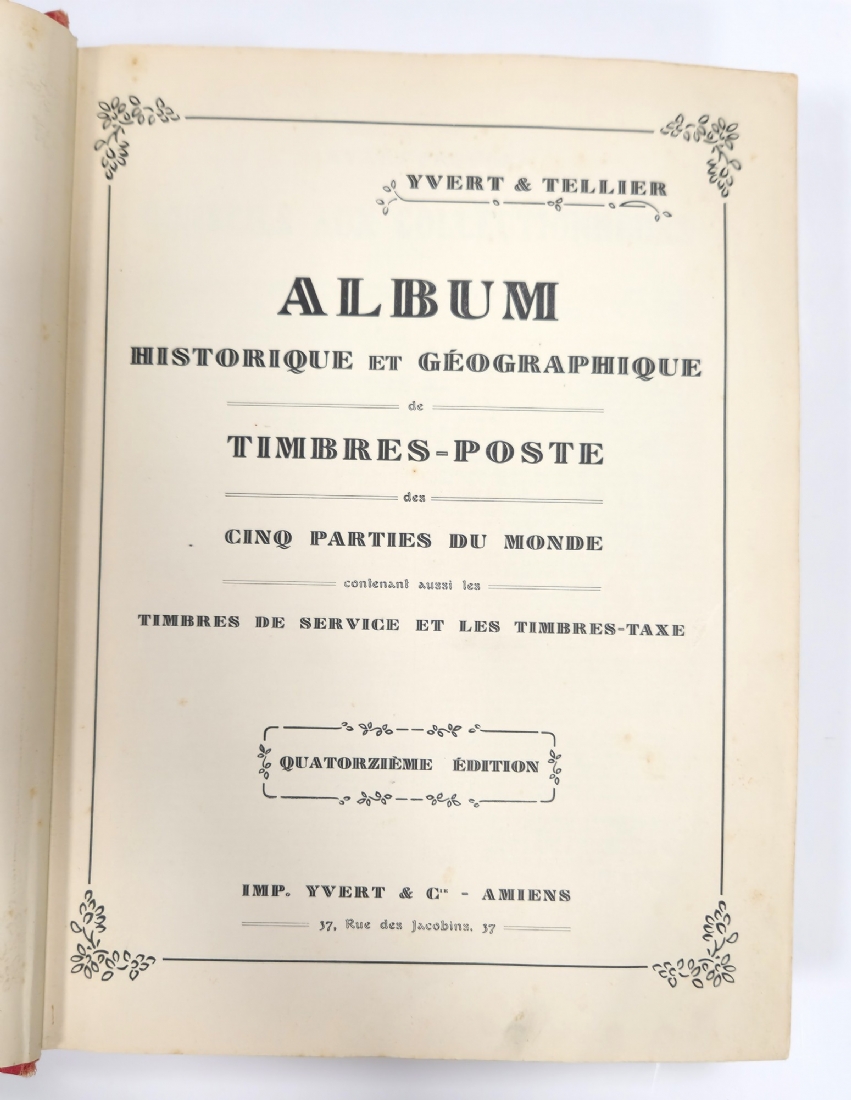 YVERT & TELLIER
ALBUM
HISTORIQUE ET GÉOGRAPHIQUE
de
TIMBRES-POSTE
des
CINQ PARTIES DU MONDE
contenant aussi les
TIMBRES DE SERVICE ET LES TIMBRES-TAXE
QUATORZIÈME ÉDITION
IMP. YVERT & Cie - AMIENS
37, Rue des Jacobins, 37